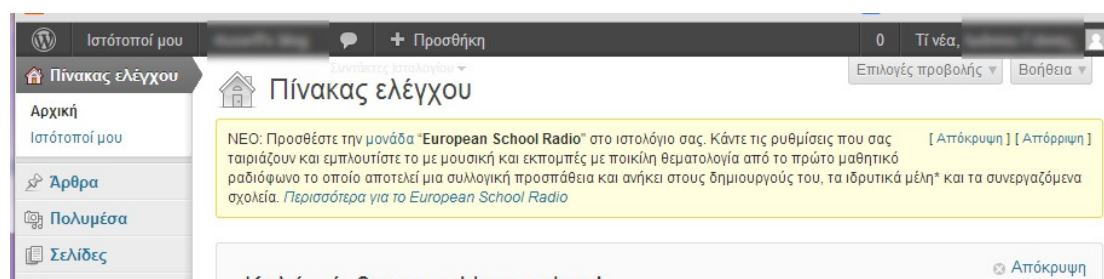 Ιστότοποί μου + Προσθήκη 0 Τί νέα,
Πίνακας ελέγχου
Συντάκτες Ιστολογίου
Επιλογές προβολής Βοήθεια
Πίνακας ελέγχου
Αρχική
Ιστότοποί μου
ΝΕΟ: Προσθέστε την μονάδα "European School Radio" στο ιστολόγιο σας. Κάντε τις ρυθμίσεις που σας [ Απόκρυψη ] [ Απόρριψη ]
ταιριάζουν και εμπλουτίστε το με μουσική και εκπομπές με ποικίλη θεματολογία από το πρώτο μαθητικό
ραδιόφωνο το οποίο αποτελεί μια συλλογική προσπάθεια και ανήκει στους δημιουργούς του, τα ιδρυτικά μέλη* και τα συνεργαζόμενα
σχολεία. Περισσότερα για το European School Radio
Άρθρα
Πολυμέσα
Σελίδες
Απόκρυψη